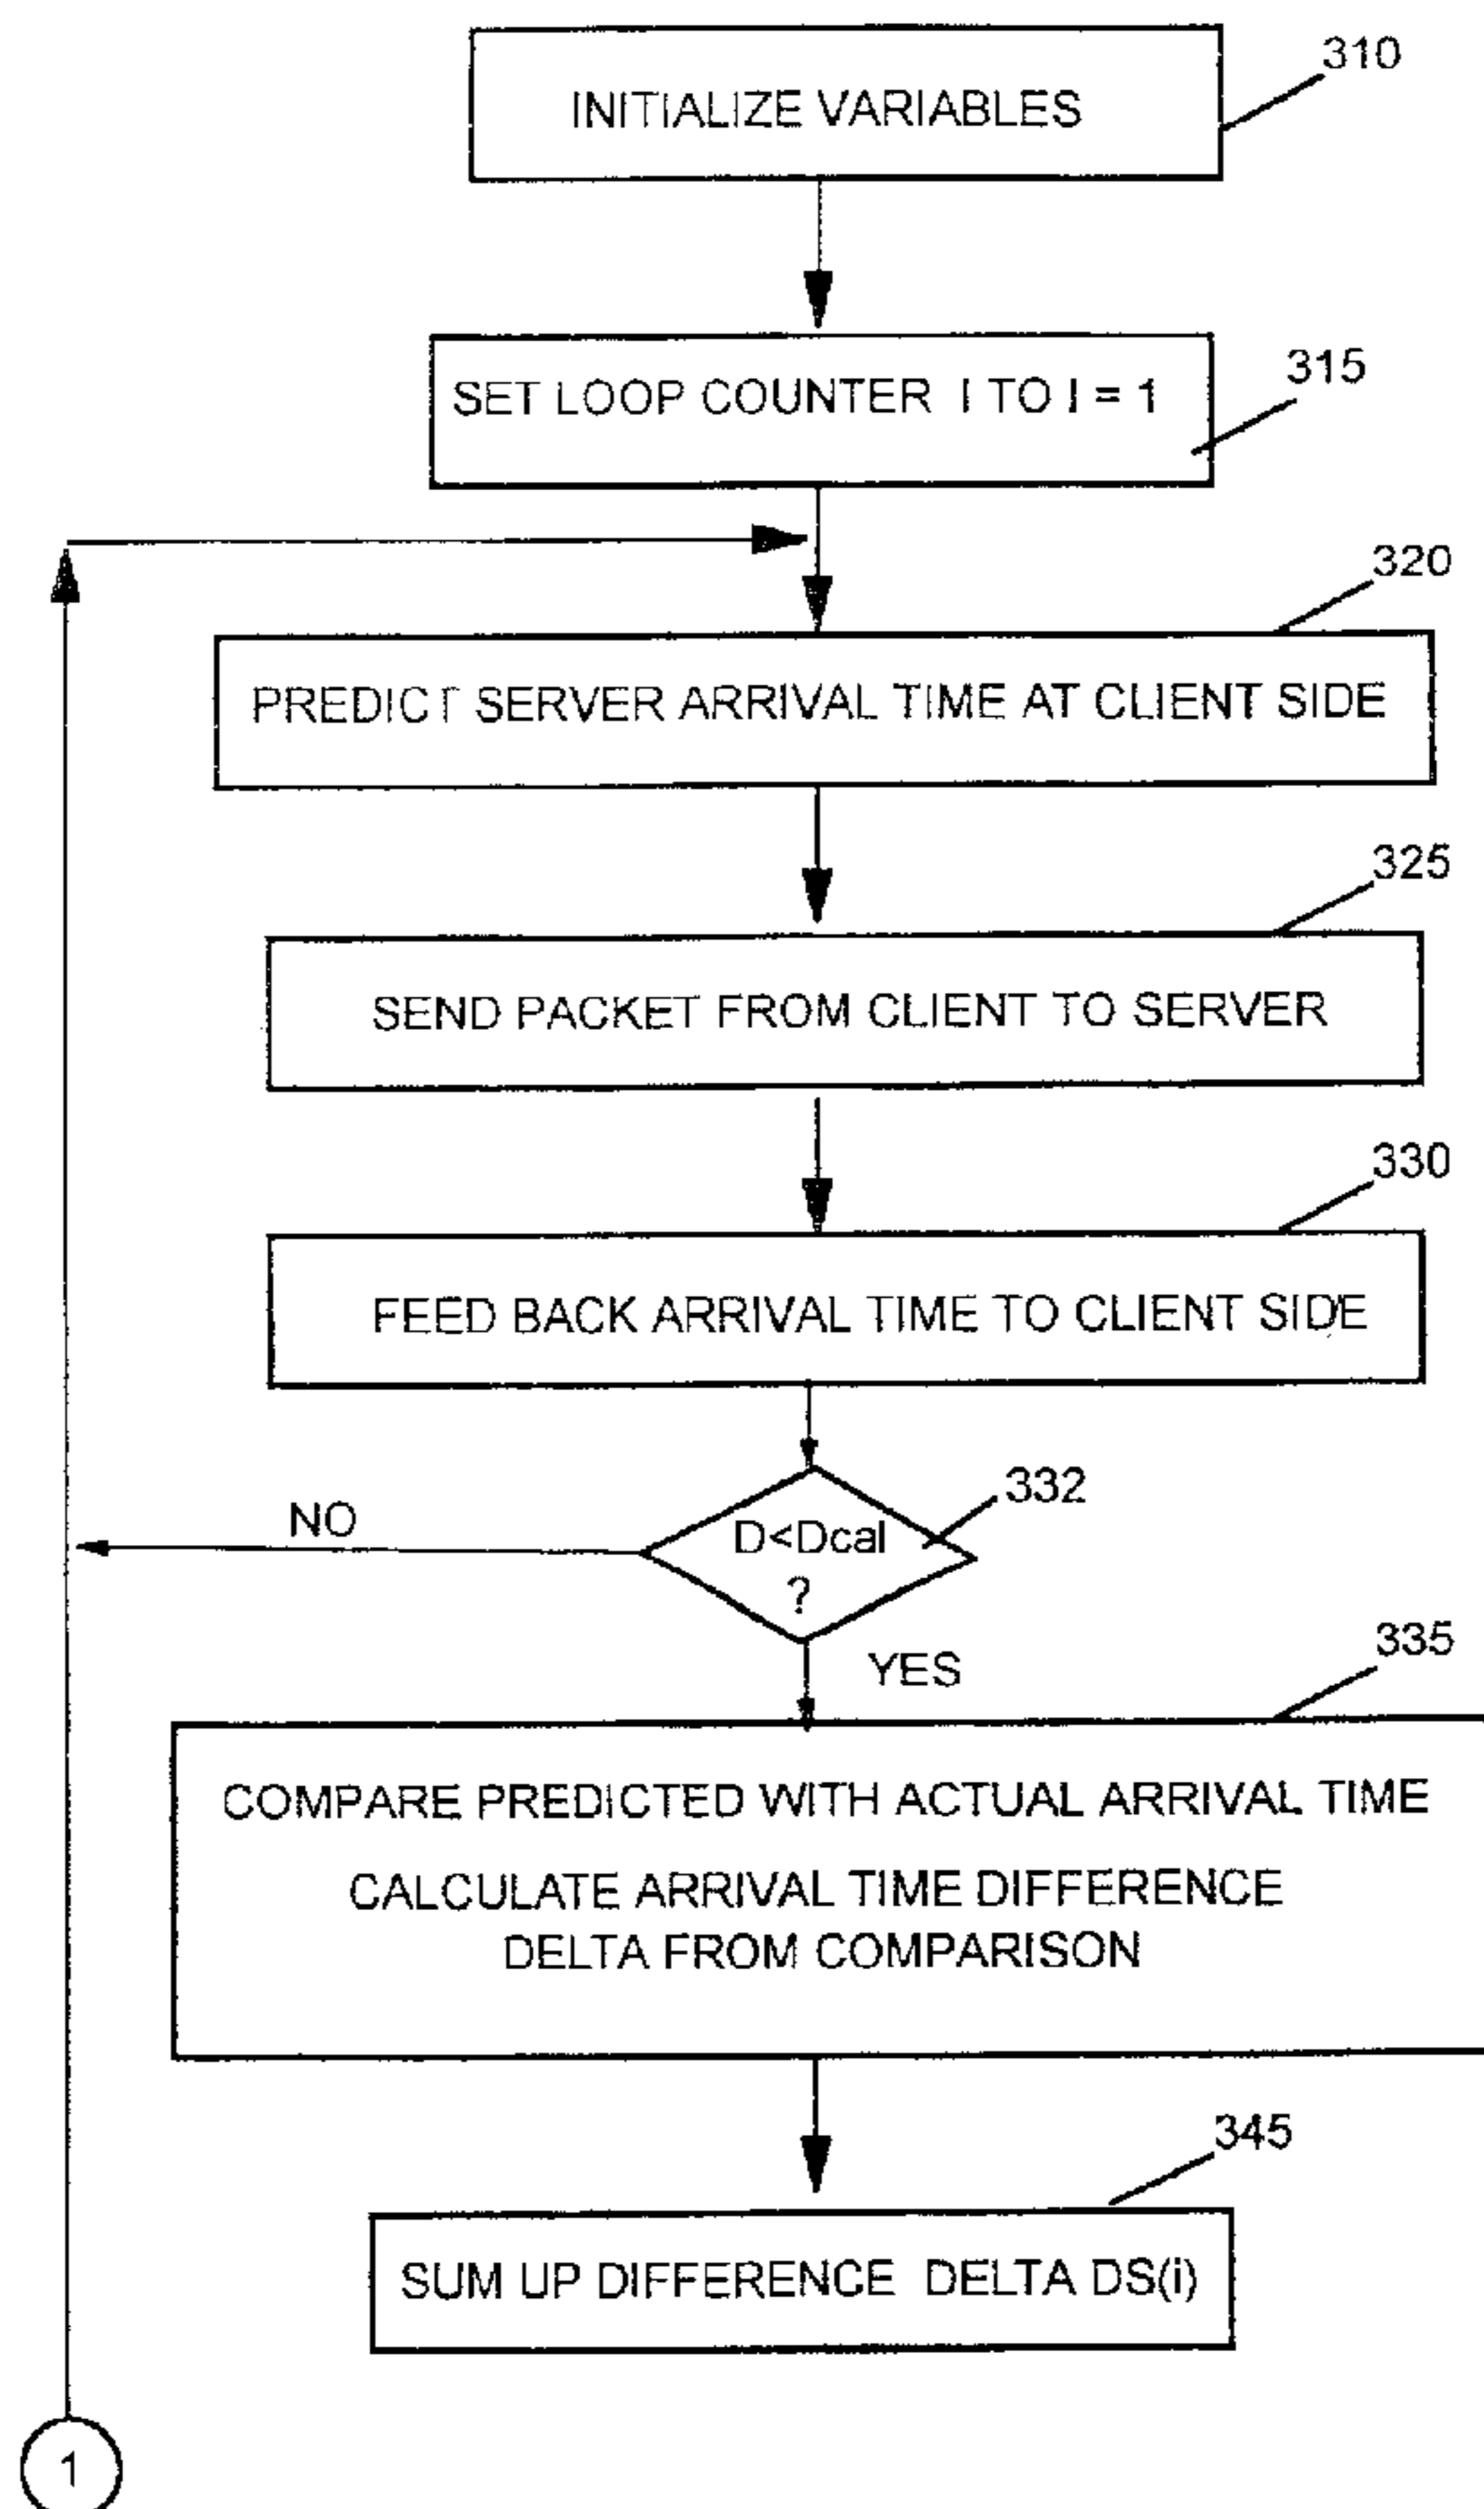 310
INITIALIZE VARIABLES
315
SET LOOP COUNTER I TO I = 1
320
PREDICT SERVER ARRIVAL TIME AT CLIENT SIDE
325
SEND PACKET FROM CLIENT TO SERVER
330
FEED BACK ARRIVAL TIME TO CLIENT SIDE
332
NO
D<Dcal
?
YES
335
COMPARE PREDICTED WITH ACTUAL ARRIVAL TIME
CALCULATE ARRIVAL TIME DIFFERENCE
DELTA FROM COMPARISON
345
SUM UP DIFFERENCE DELTA DS(i)
1